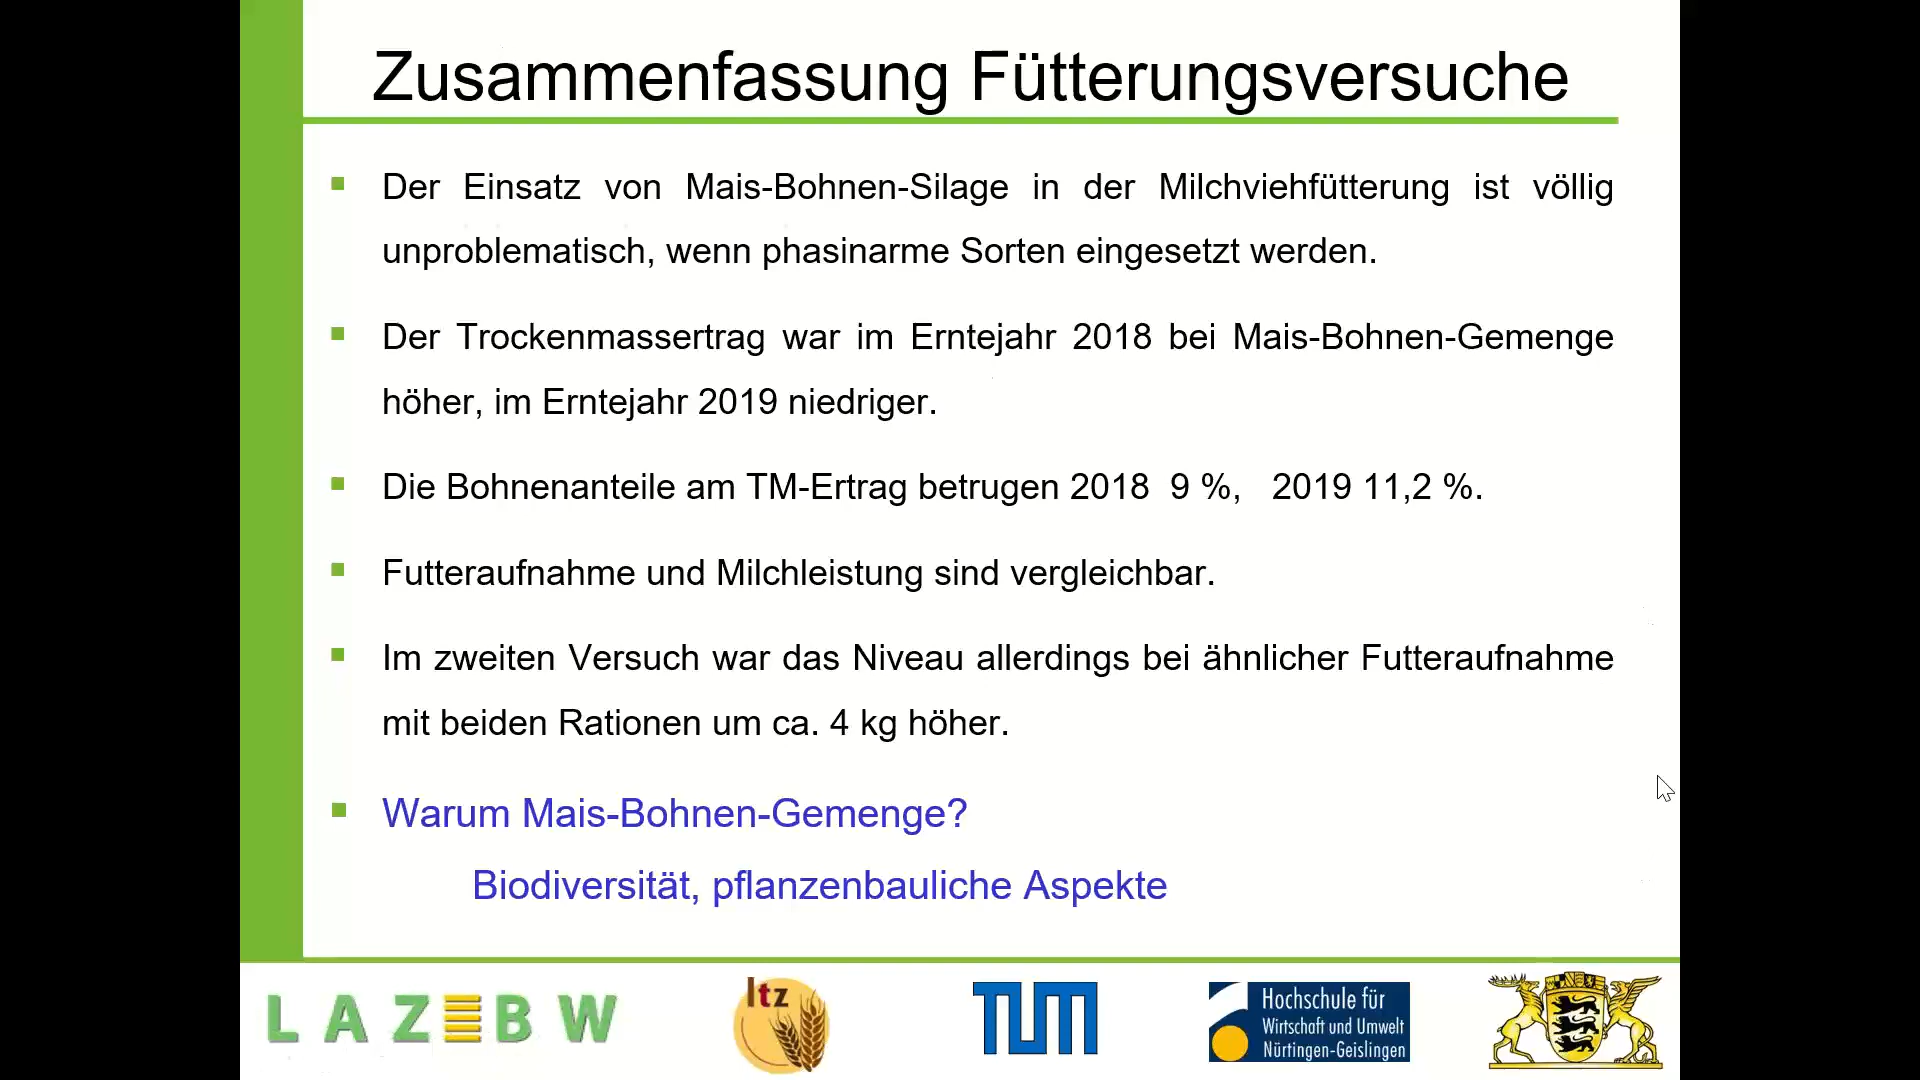 Zusammenfassung Fütterungsversuche
Der Einsatz von Mais-Bohnen-Silage in der Milchviehfütterung ist völlig
unproblematisch, wenn phasinarme Sorten eingesetzt werden.
Der Trockenmassertrag war im Erntejahr 2018 bei Mais-Bohnen-Gemenge
höher, im Erntejahr 2019 niedriger.
Die Bohnenanteile am TM-Ertrag betrugen 2018 9 %, 2019 11,2 %.
Futteraufnahme und Milchleistung sind vergleichbar.
Im zweiten Versuch war das Niveau allerdings bei ähnlicher Futteraufnahme
mit beiden Rationen um ca. 4 kg höher.
Warum Mais-Bohnen-Gemenge?
Biodiversität, pflanzenbauliche Aspekte
LAZBW
ltz
TUM
Hochschule für
Wirtschaft und Umwelt
Nürtingen-Geislingen